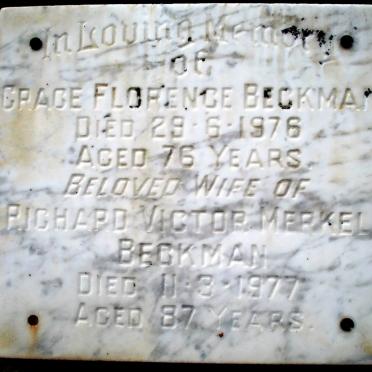 In Loving Memory
of
GRACE FLORENCE BECKMAN
DIED 29·6·1976
AGED 76 YEARS
BELOVED WIFE OF
RICHARD VICTOR MERKEL
BECKMAN
DIED 11·3·1977
AGED 87 YEARS.